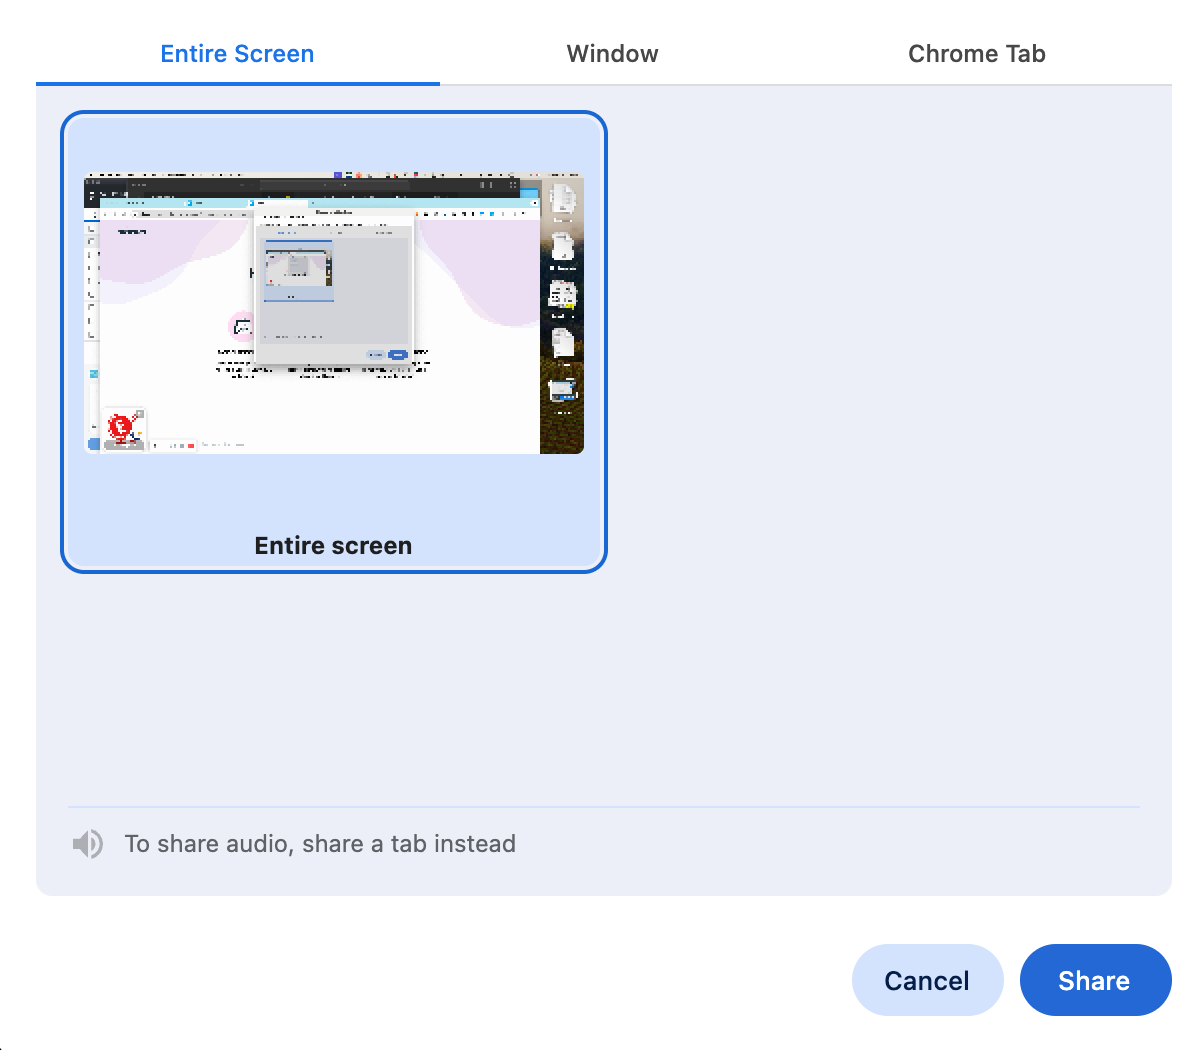 Entire Screen
Window
Chrome Tab
Entire screen
To share audio, share a tab instead
Cancel
Share